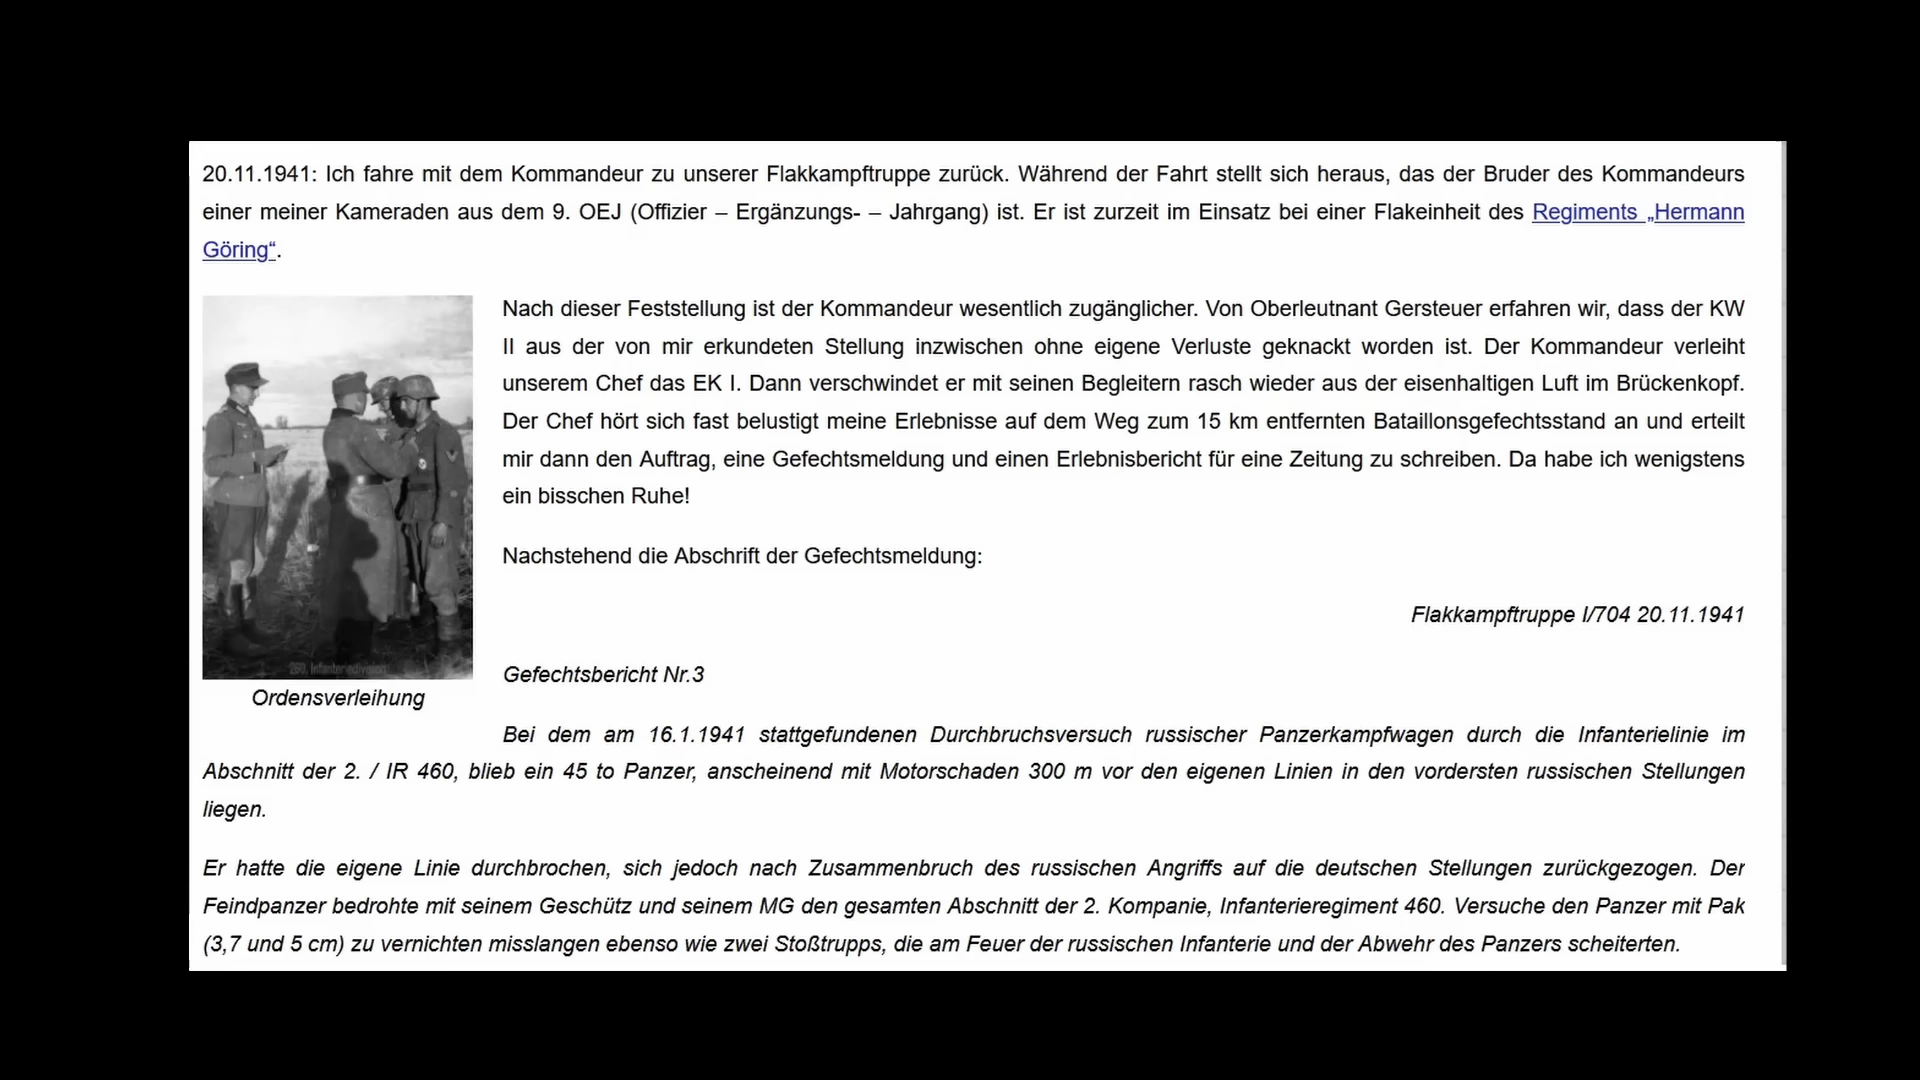 20.11.1941: Ich fahre mit dem Kommandeur zu unserer Flakkampftruppe zurück. Während der Fahrt stellt sich heraus, das der Bruder des Kommandeurs
einer meiner Kameraden aus dem 9. OEJ (Offizier – Ergänzungs- – Jahrgang) ist. Er ist zurzeit im Einsatz bei einer Flakeinheit des Regiments „Hermann
Göring“.
Nach dieser Feststellung ist der Kommandeur wesentlich zugänglicher. Von Oberleutnant Gersteuer erfahren wir, dass der KW
II aus der von mir erkundeten Stellung inzwischen ohne eigene Verluste geknackt worden ist. Der Kommandeur verleiht
unserem Chef das EK I. Dann verschwindet er mit seinen Begleitern rasch wieder aus der eisenhaltigen Luft im Brückenkopf.
Der Chef hört sich fast belustigt meine Erlebnisse auf dem Weg zum 15 km entfernten Bataillonsgefechtsstand an und erteilt
mir dann den Auftrag, eine Gefechtsmeldung und einen Erlebnisbericht für eine Zeitung zu schreiben. Da habe ich wenigstens
ein bisschen Ruhe!
Nachstehend die Abschrift der Gefechtsmeldung:
Flakkampftruppe I/704 20.11.1941
260. Infanteriedivision
Ordensverleihung
Gefechtsbericht Nr.3
Bei dem am 16.1.1941 stattgefundenen Durchbruchsversuch russischer Panzerkampfwagen durch die Infanterielinie im
Abschnitt der 2. / IR 460, blieb ein 45 to Panzer, anscheinend mit Motorschaden 300 m vor den eigenen Linien in den vordersten russischen Stellungen
liegen.
Er hatte die eigene Linie durchbrochen, sich jedoch nach Zusammenbruch des russischen Angriffs auf die deutschen Stellungen zurückgezogen. Der
Feindpanzer bedrohte mit seinem Geschütz und seinem MG den gesamten Abschnitt der 2. Kompanie, Infanterieregiment 460. Versuche den Panzer mit Pak
(3,7 und 5 cm) zu vernichten misslangen ebenso wie zwei Stoßtrupps, die am Feuer der russischen Infanterie und der Abwehr des Panzers scheiterten.